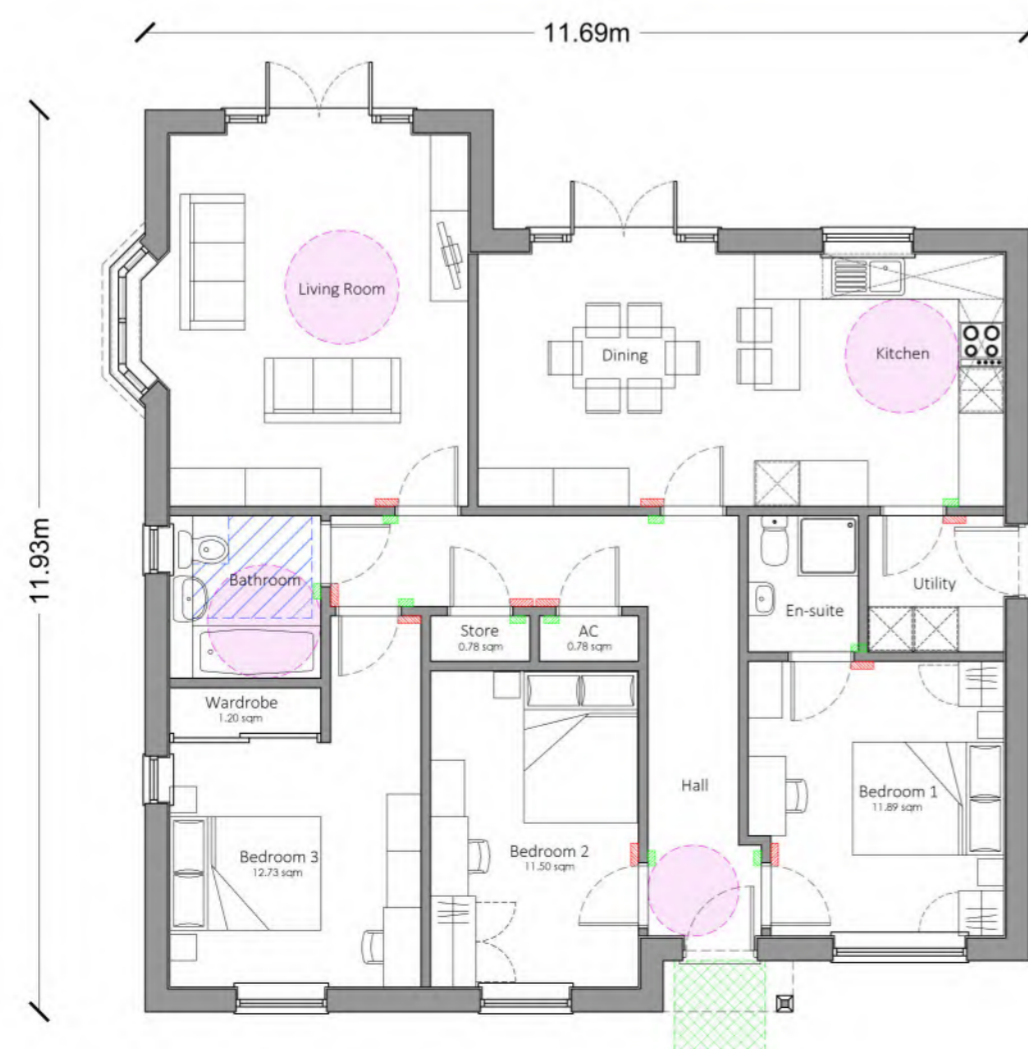 11.69m
11.93m
Living Room
Dining
Kitchen
Bathroom
Utility
En-suite
Store
0.78 sqm
AC
0.78 sqm
Wardrobe
1.20 sqm
Hall
Bedroom 1
11.89 sqm
Bedroom 2
11.50 sqm
Bedroom 3
12.73 sqm